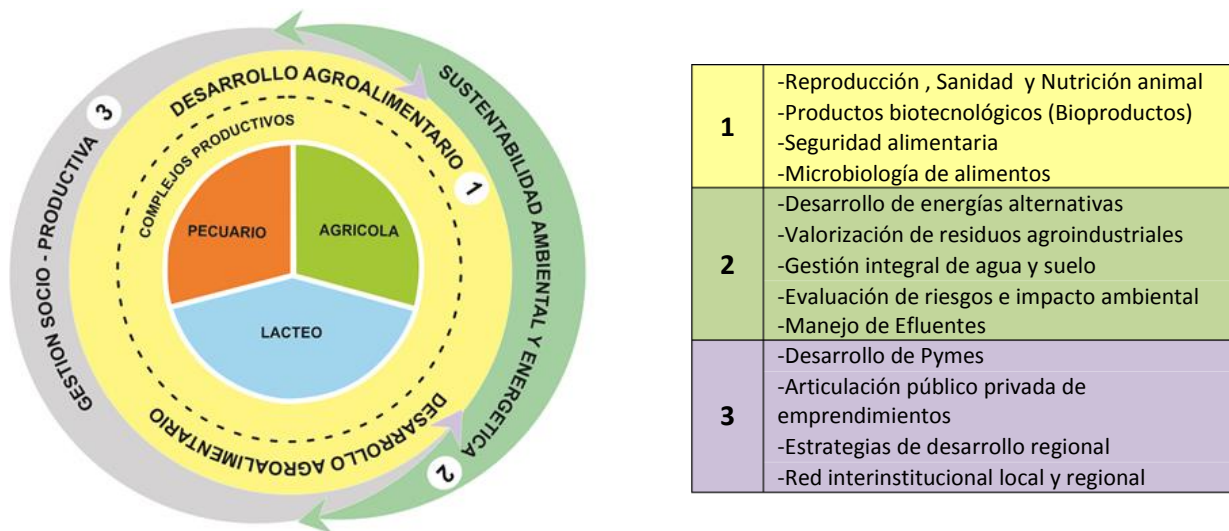 DESARROLLO AGROALIMENTARIO
1
COMPLEJOS PRODUCTIVOS
PECUARIO
AGRICOLA
LACTEO
DESARROLLO AGROALIMENTARIO
SUSTENTABILIDAD AMBIENTAL Y ENERGETICA
2
GESTION SOCIO - PRODUCTIVA
3
1
-Reproducción , Sanidad y Nutrición animal
-Productos biotecnológicos (Bioproductos)
-Seguridad alimentaria
-Microbiología de alimentos
2
-Desarrollo de energías alternativas
-Valorización de residuos agroindustriales
-Gestión integral de agua y suelo
-Evaluación de riesgos e impacto ambiental
-Manejo de Efluentes
3
-Desarrollo de Pymes
-Articulación público privada de
emprendimientos
-Estrategias de desarrollo regional
-Red interinstitucional local y regional